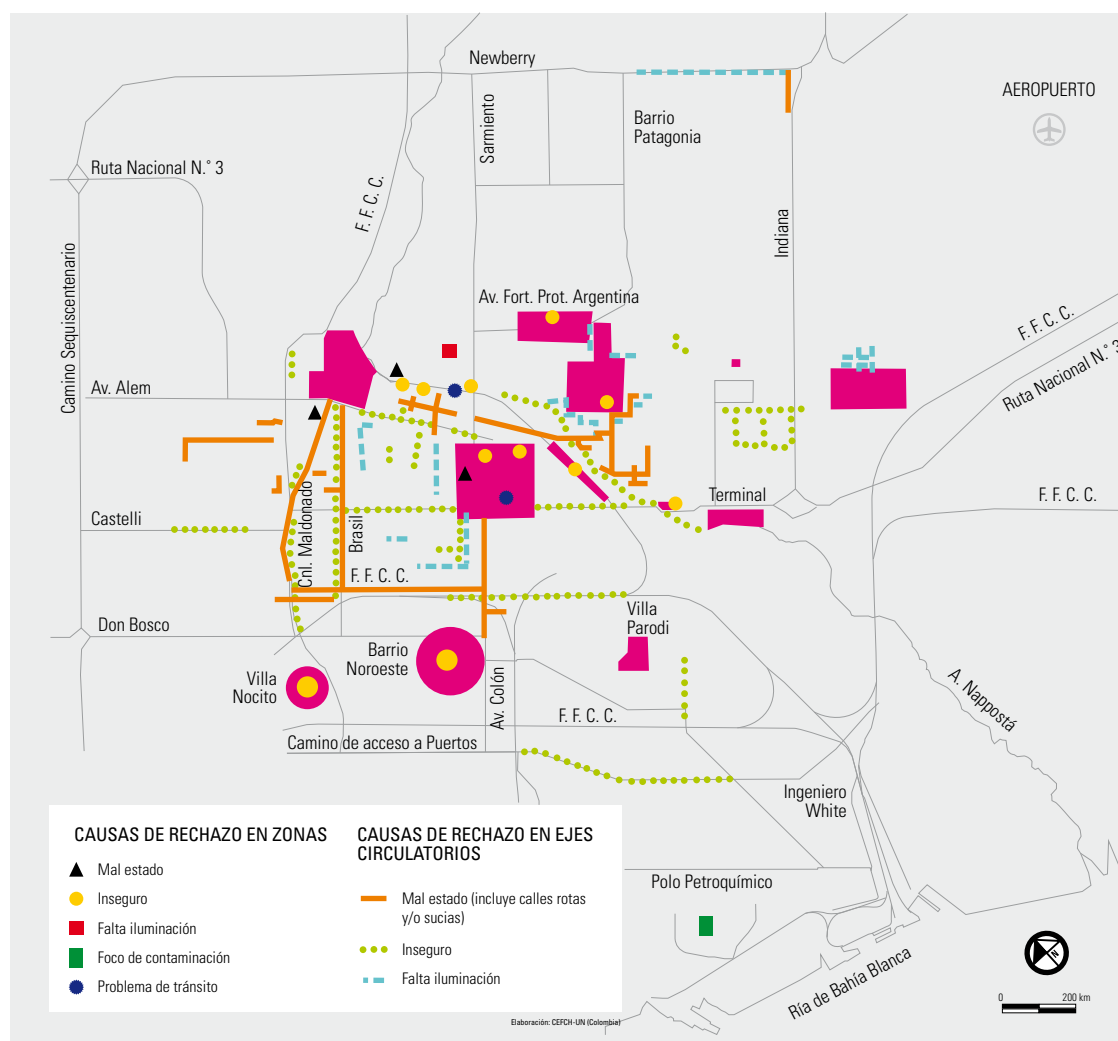 Newberry
AEROPUERTO
Sarmiento
Barrio
Patagonia
Ruta Nacional N.° 3
F. F. C. C.
Indiana
Camino Sequiscentenario
Av. Fort. Prot. Argentina
F. F. C. C.
Ruta Nacional N.° 3
Av. Alem
Castelli
Cnl. Maldonado
Brasil
Terminal
F. F. C. C.
F. F. C. C.
Don Bosco
Villa
Parodi
Barrio
Noroeste
Villa
Nocito
Av. Colón
F. F. C. C.
A. Nappostá
Camino de acceso a Puertos
Ingeniero
White
Polo Petroquímico
Ría de Bahía Blanca
N
0 200 km
CAUSAS DE RECHAZO EN ZONAS
Mal estado
Inseguro
Falta iluminación
Foco de contaminación
Problema de tránsito
CAUSAS DE RECHAZO EN EJES
CIRCULATORIOS
Mal estado (incluye calles rotas
y/o sucias)
Inseguro
Falta iluminación
Elaboración: CEFCH-UN (Colombia)